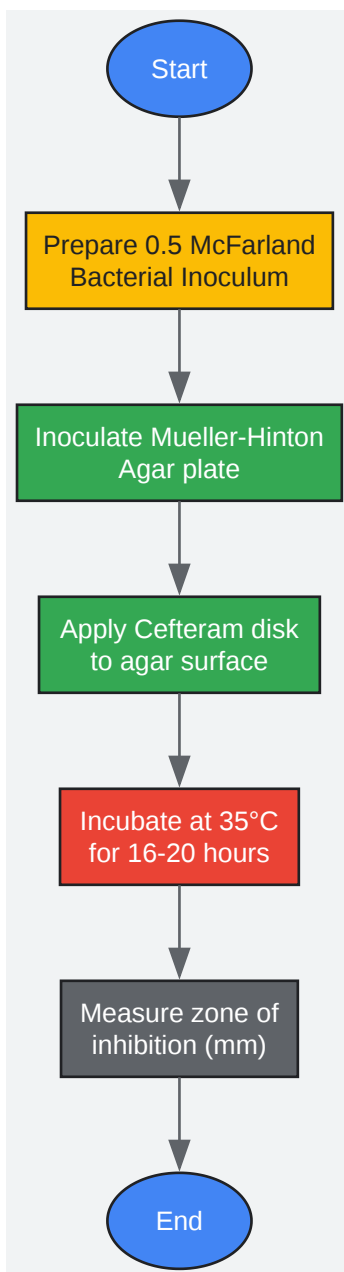 Start
Prepare 0.5 McFarland
Bacterial Inoculum
Inoculate Mueller-Hinton
Agar plate
Apply Cefteram disk
to agar surface
Incubate at 35°C
for 16-20 hours
Measure zone of
inhibition (mm)
End